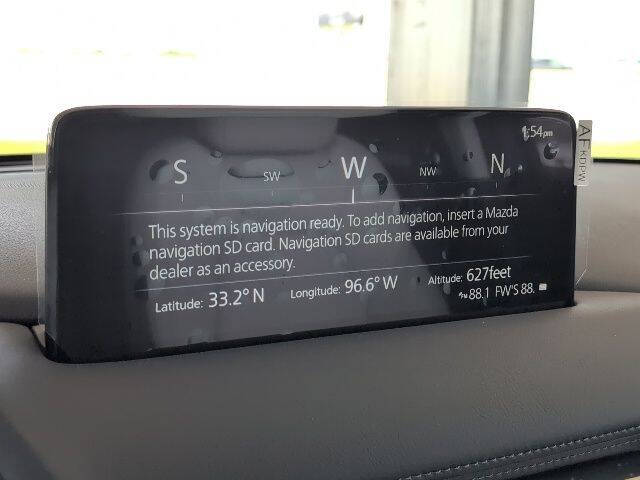 1:54pm
S SW W NW N
This system is navigation ready. To add navigation, insert a Mazda
navigation SD card. Navigation SD cards are available from your
dealer as an accessory.
Latitude: 33.2° N Longitude: 96.6° W Altitude: 627feet
88.1 FW'S 88.
AF KDPW